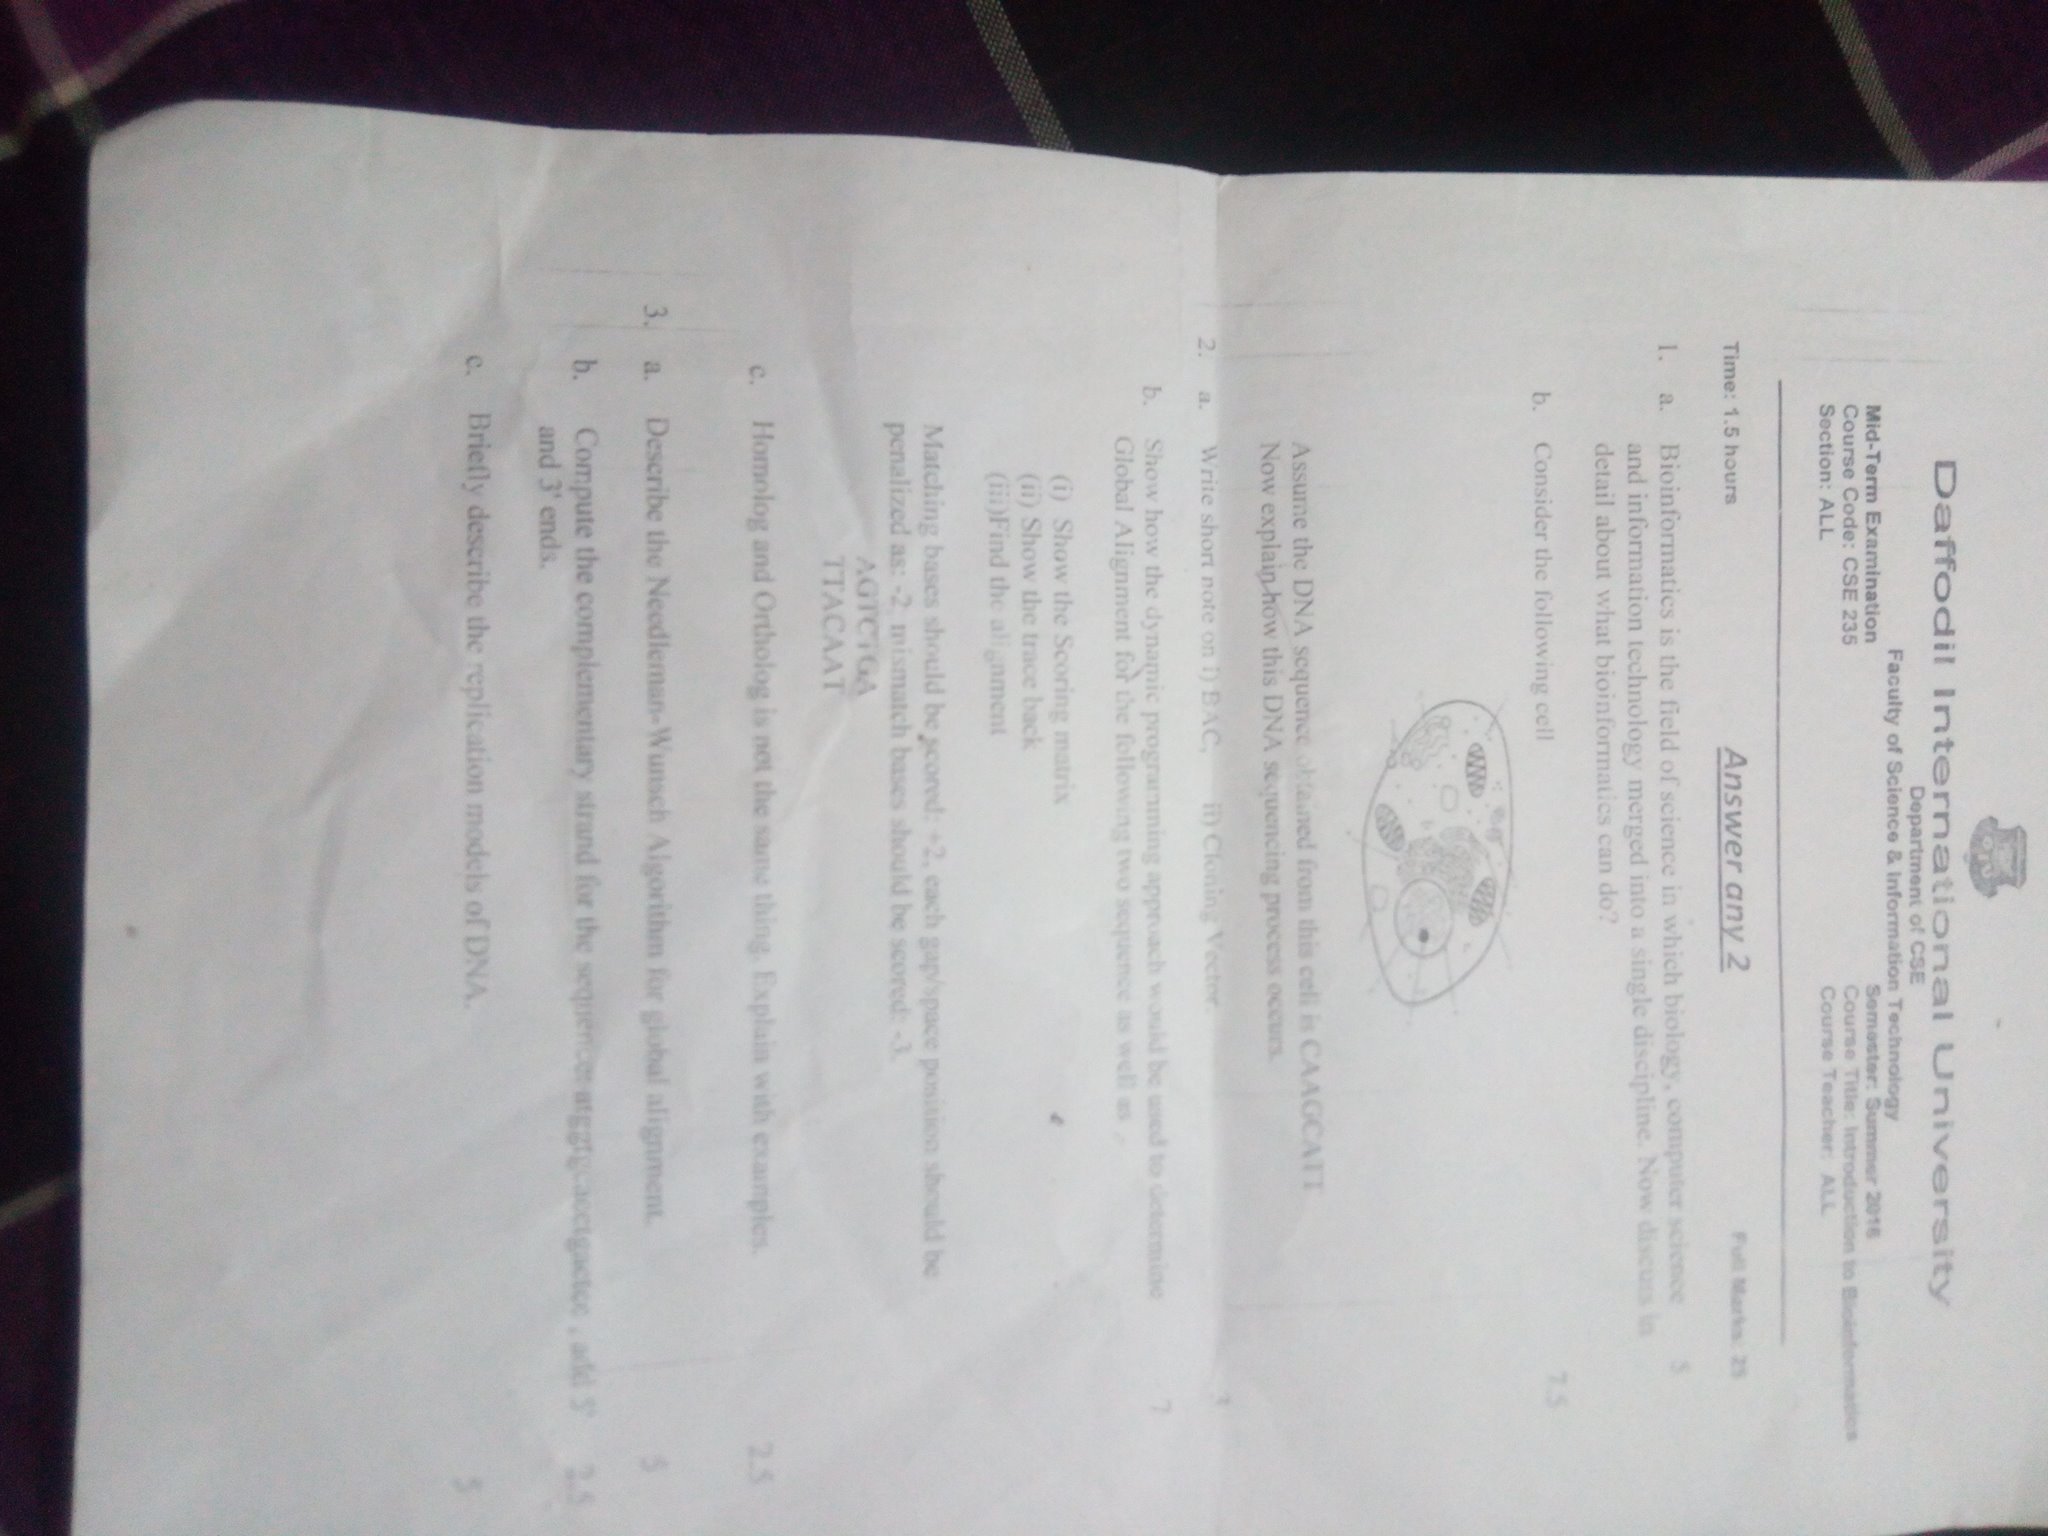 Daffodil International University
Department of CSE
Faculty of Science & Information Technology
Mid-Term Examination Semester: Summer 2016
Course Code: CSE 235 Course Title: Introduction to Bioinformatics
Section: ALL Course Teacher: ALL
Time: 1.5 hours Answer any 2 Full Marks: 25
1. a. Bioinformatics is the field of science in which biology, computer science 5
and information technology merged into a single discipline. Now discuss in
detail about what bioinformatics can do?
b. Consider the following cell 7.5
Assume the DNA sequence obtained from this cell is CAAGCATT
Now explain how this DNA sequencing process occurs.
2. a. Write short note on i) BAC, ii) Cloning Vector.
b. Show how the dynamic programming approach would be used to determine 7
Global Alignment for the following two sequence as well as
(i) Show the Scoring matrix
(ii) Show the trace back
(iii)Find the alignment
Matching bases should be scored: +2, each gap/space position should be
penalized as: -2, mismatch bases should be scored: -3.
AGTCTGA
TTACAAT
c. Homolog and Ortholog is not the same thing. Explain with examples. 2.5
3. a. Describe the Needleman-Wunsch Algorithm for global alignment. 5
b. Compute the complementary strand for the , add 5' 2.5
and 3' ends.
c. Briefly describe the replication models of DNA. 5